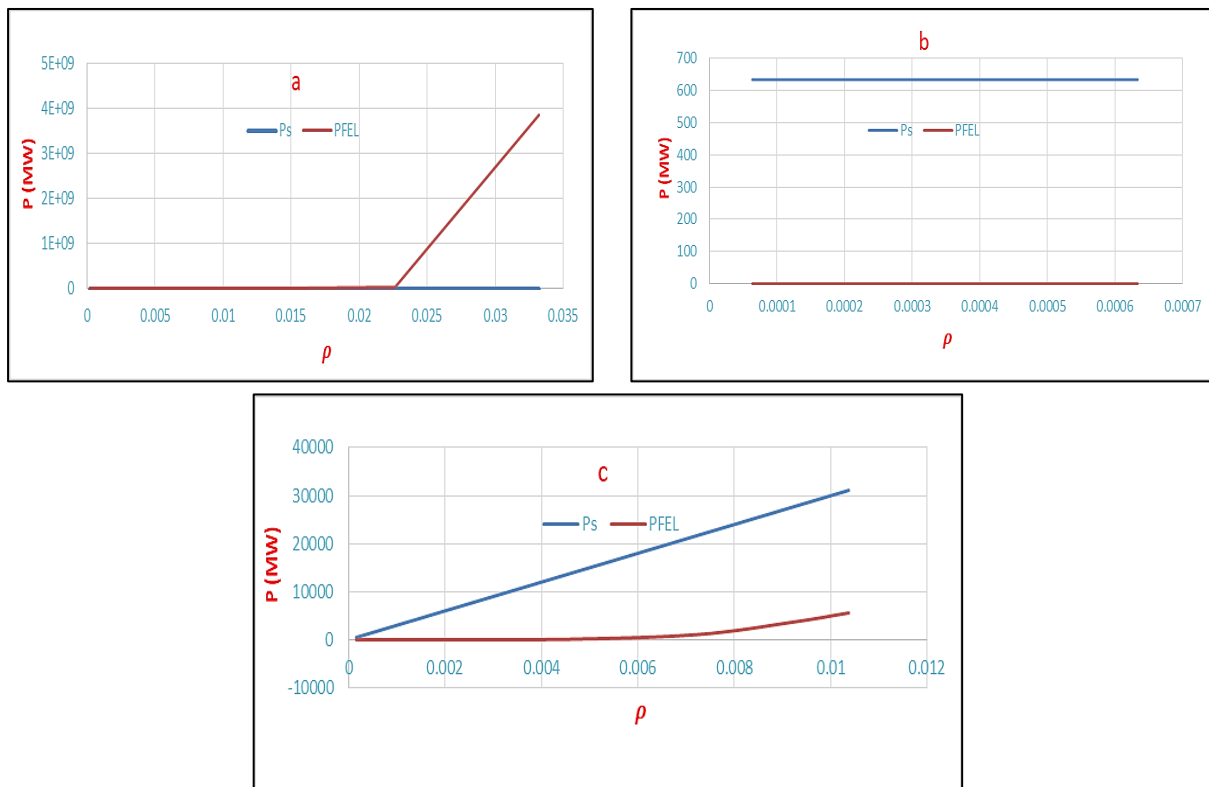 a
5E+09
4E+09
3E+09
2E+09
1E+09
0
P (MW)
Ps PFEL
0 0.005 0.01 0.015 0.02 0.025 0.03 0.035
ρ
b
700
600
500
400
300
200
100
0
P (MW)
Ps PFEL
0 0.0001 0.0002 0.0003 0.0004 0.0005 0.0006 0.0007
ρ
c
40000
30000
20000
10000
0
-10000
P (MW)
Ps PFEL
0 0.002 0.004 0.006 0.008 0.01 0.012
ρ